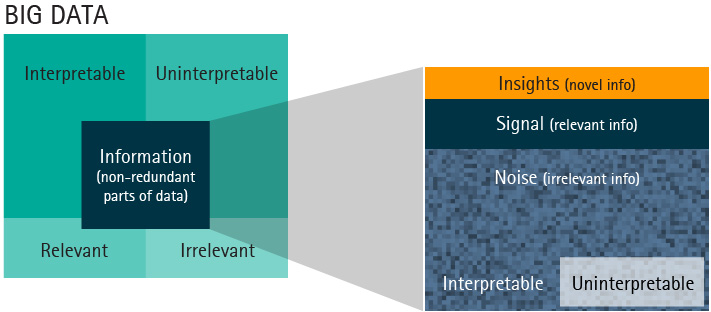 BIG DATA
Interpretable
Uninterpretable
Information
(non-redundant
parts of data)
Relevant
Irrelevant
Insights (novel info)
Signal (relevant info)
Noise (irrelevant info)
Interpretable
Uninterpretable